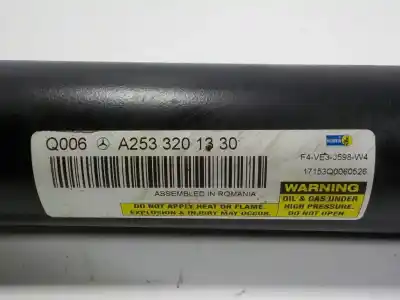 Q006 A253 320 13 30
F4-VE3-J598-W4
17153Q0060526
ASSEMBLED IN ROMANIA
WARNING
OIL & GAS UNDER
HIGH PRESSURE.
DO NOT OPEN
DO NOT APPLY HEAT OR FLAME.
EXPLOSION & INJURY MAY OCCUR.